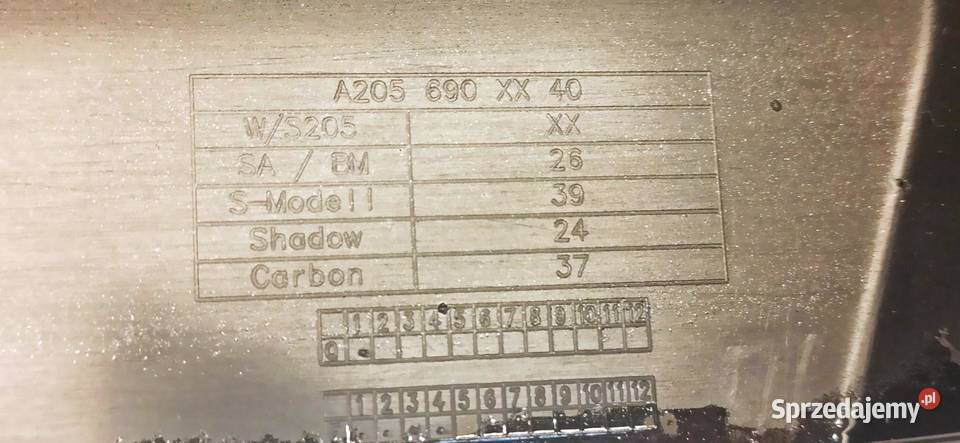 A205 690 XX 40
W/S205 XX
SA / BM 26
S-Modell 39
Shadow 24
Carbon 37
1 2 3 4 5 6 7 8 9 10 11 12
0
1 2 3 4 5 6 7 8 9 10 11 12
Sprzedajemy.pl